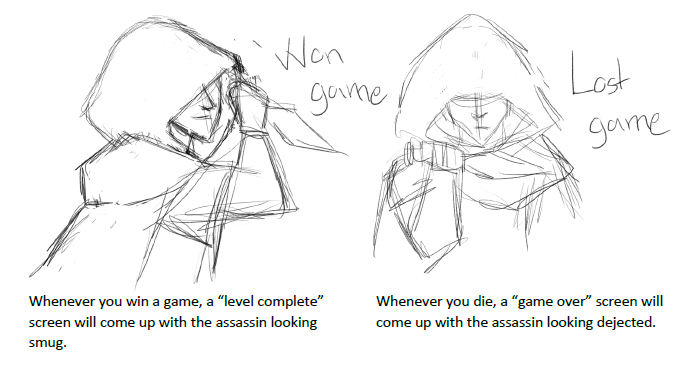 Won
game
Lost
game
Whenever you win a game, a “level complete”
screen will come up with the assassin looking
smug.
Whenever you die, a “game over” screen will
come up with the assassin looking dejected.